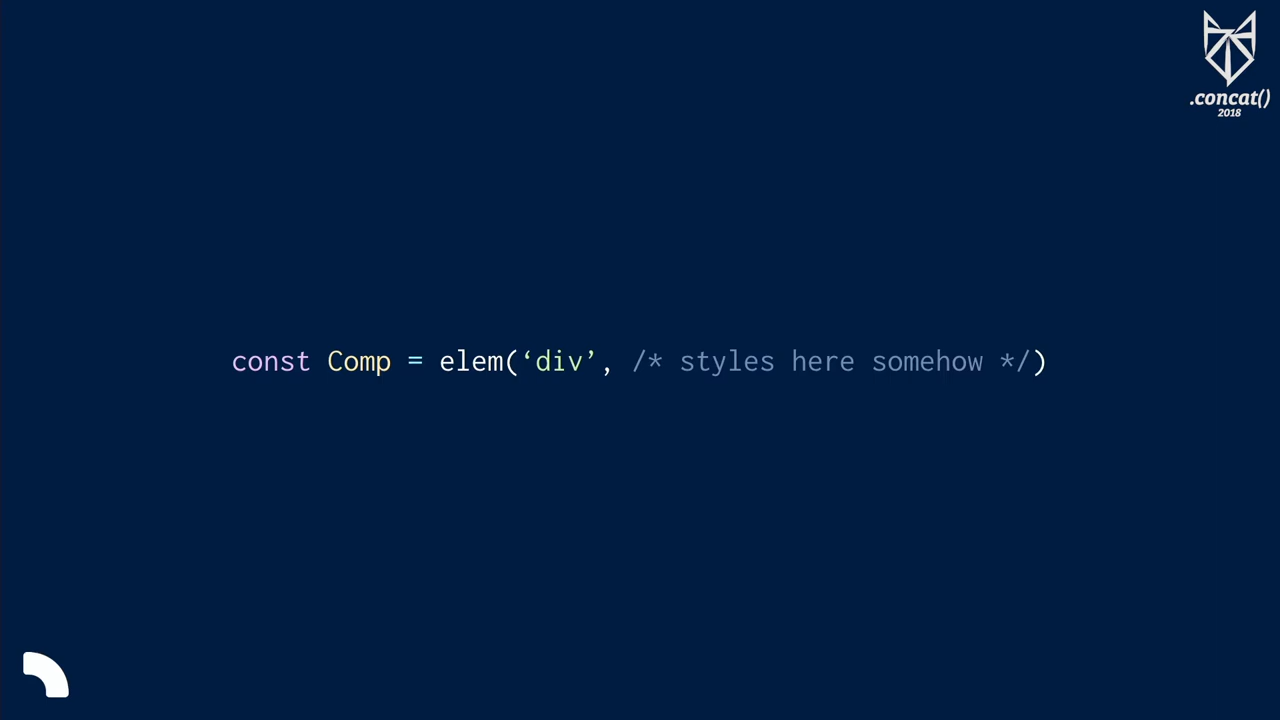 .concat()
2018
const Comp = elem(‘div’, /* styles here somehow */)